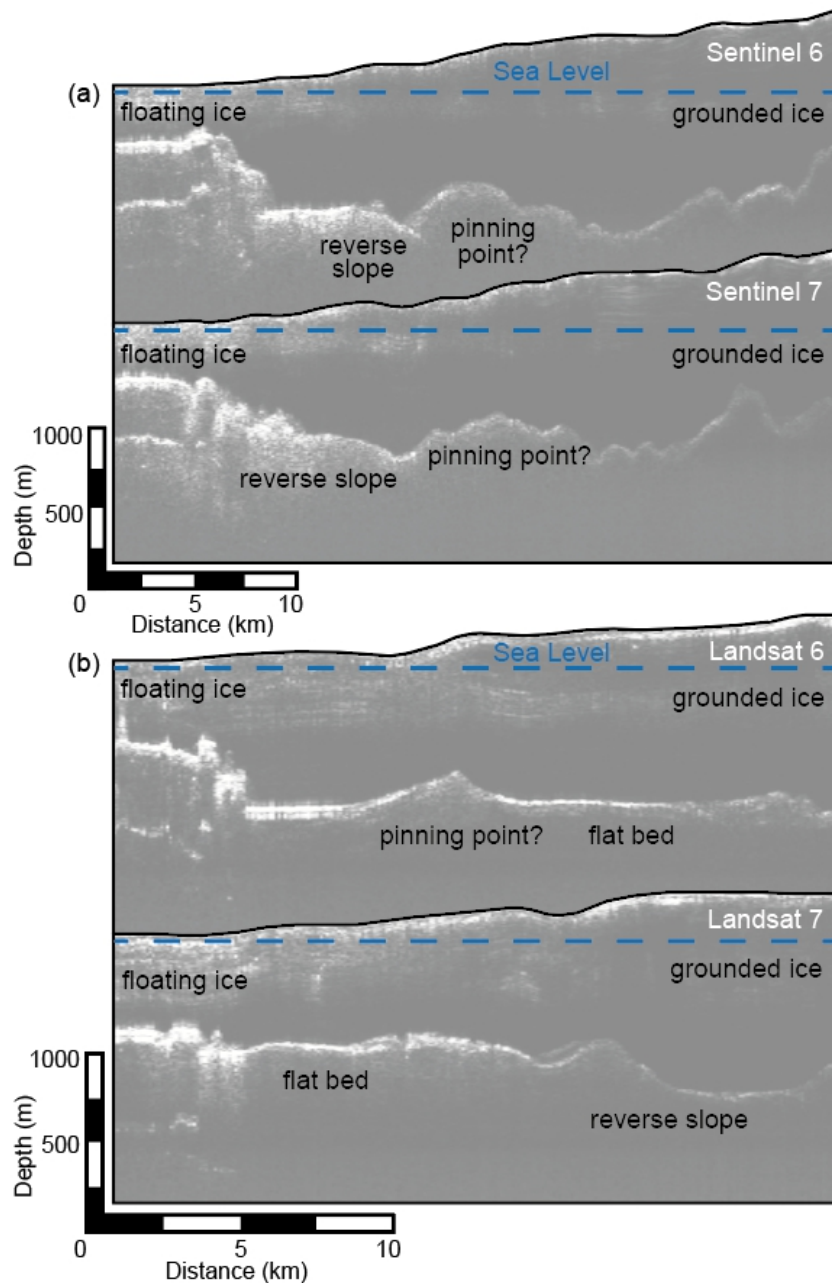 Sentinel 6
Sea Level
(a)
floating ice
grounded ice
reverse
slope
pinning
point?
Sentinel 7
floating ice
grounded ice
reverse slope
pinning point?
1000
500
Depth (m)
0
5
10
Distance (km)
(b)
Sea Level
Landsat 6
floating ice
grounded ice
pinning point?
flat bed
Landsat 7
floating ice
grounded ice
flat bed
reverse slope
1000
500
Depth (m)
0
5
10
Distance (km)